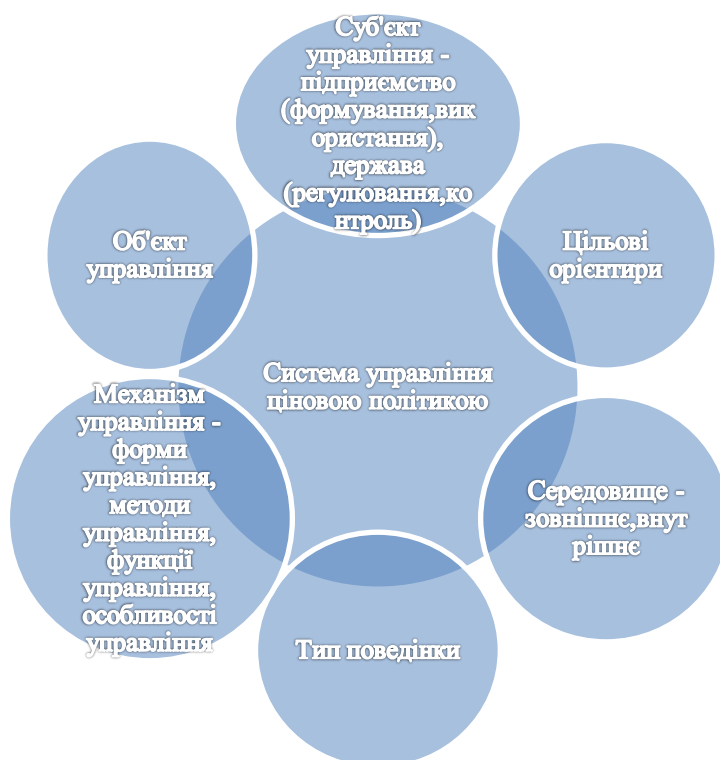 Суб'єкт
управління -
підприємство
(формування,вик
ористання),
держава
(регулювання,ко
нтроль)
Об'єкт
управління
Цільові
орієнтири
Система управління
ціновою політикою
Механізм
управління -
форми
управління,
методи
управління,
функції
управління,
особливості
управління
Середовище -
зовнішнє,внут
рішнє
Тип поведінки